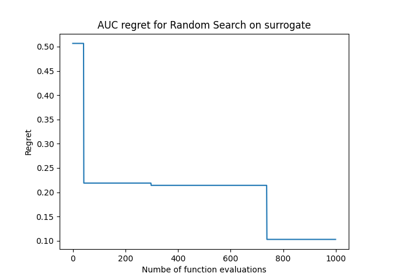 AUC regret for Random Search on surrogate
0.50
0.45
0.40
0.35
0.30
0.25
0.20
0.15
0.10
Regret
0 200 400 600 800 1000
Numbe of function evaluations